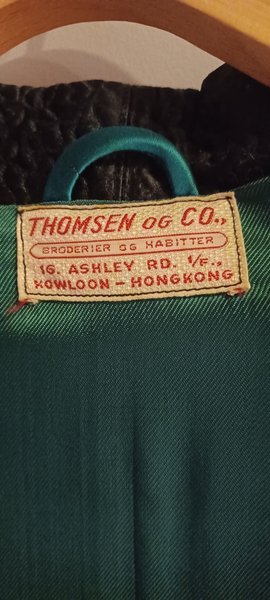 THOMSEN OG CO.,
BRODERIER OG HABITTER
16. ASHLEY RD. 1/F.,
KOWLOON - HONGKONG